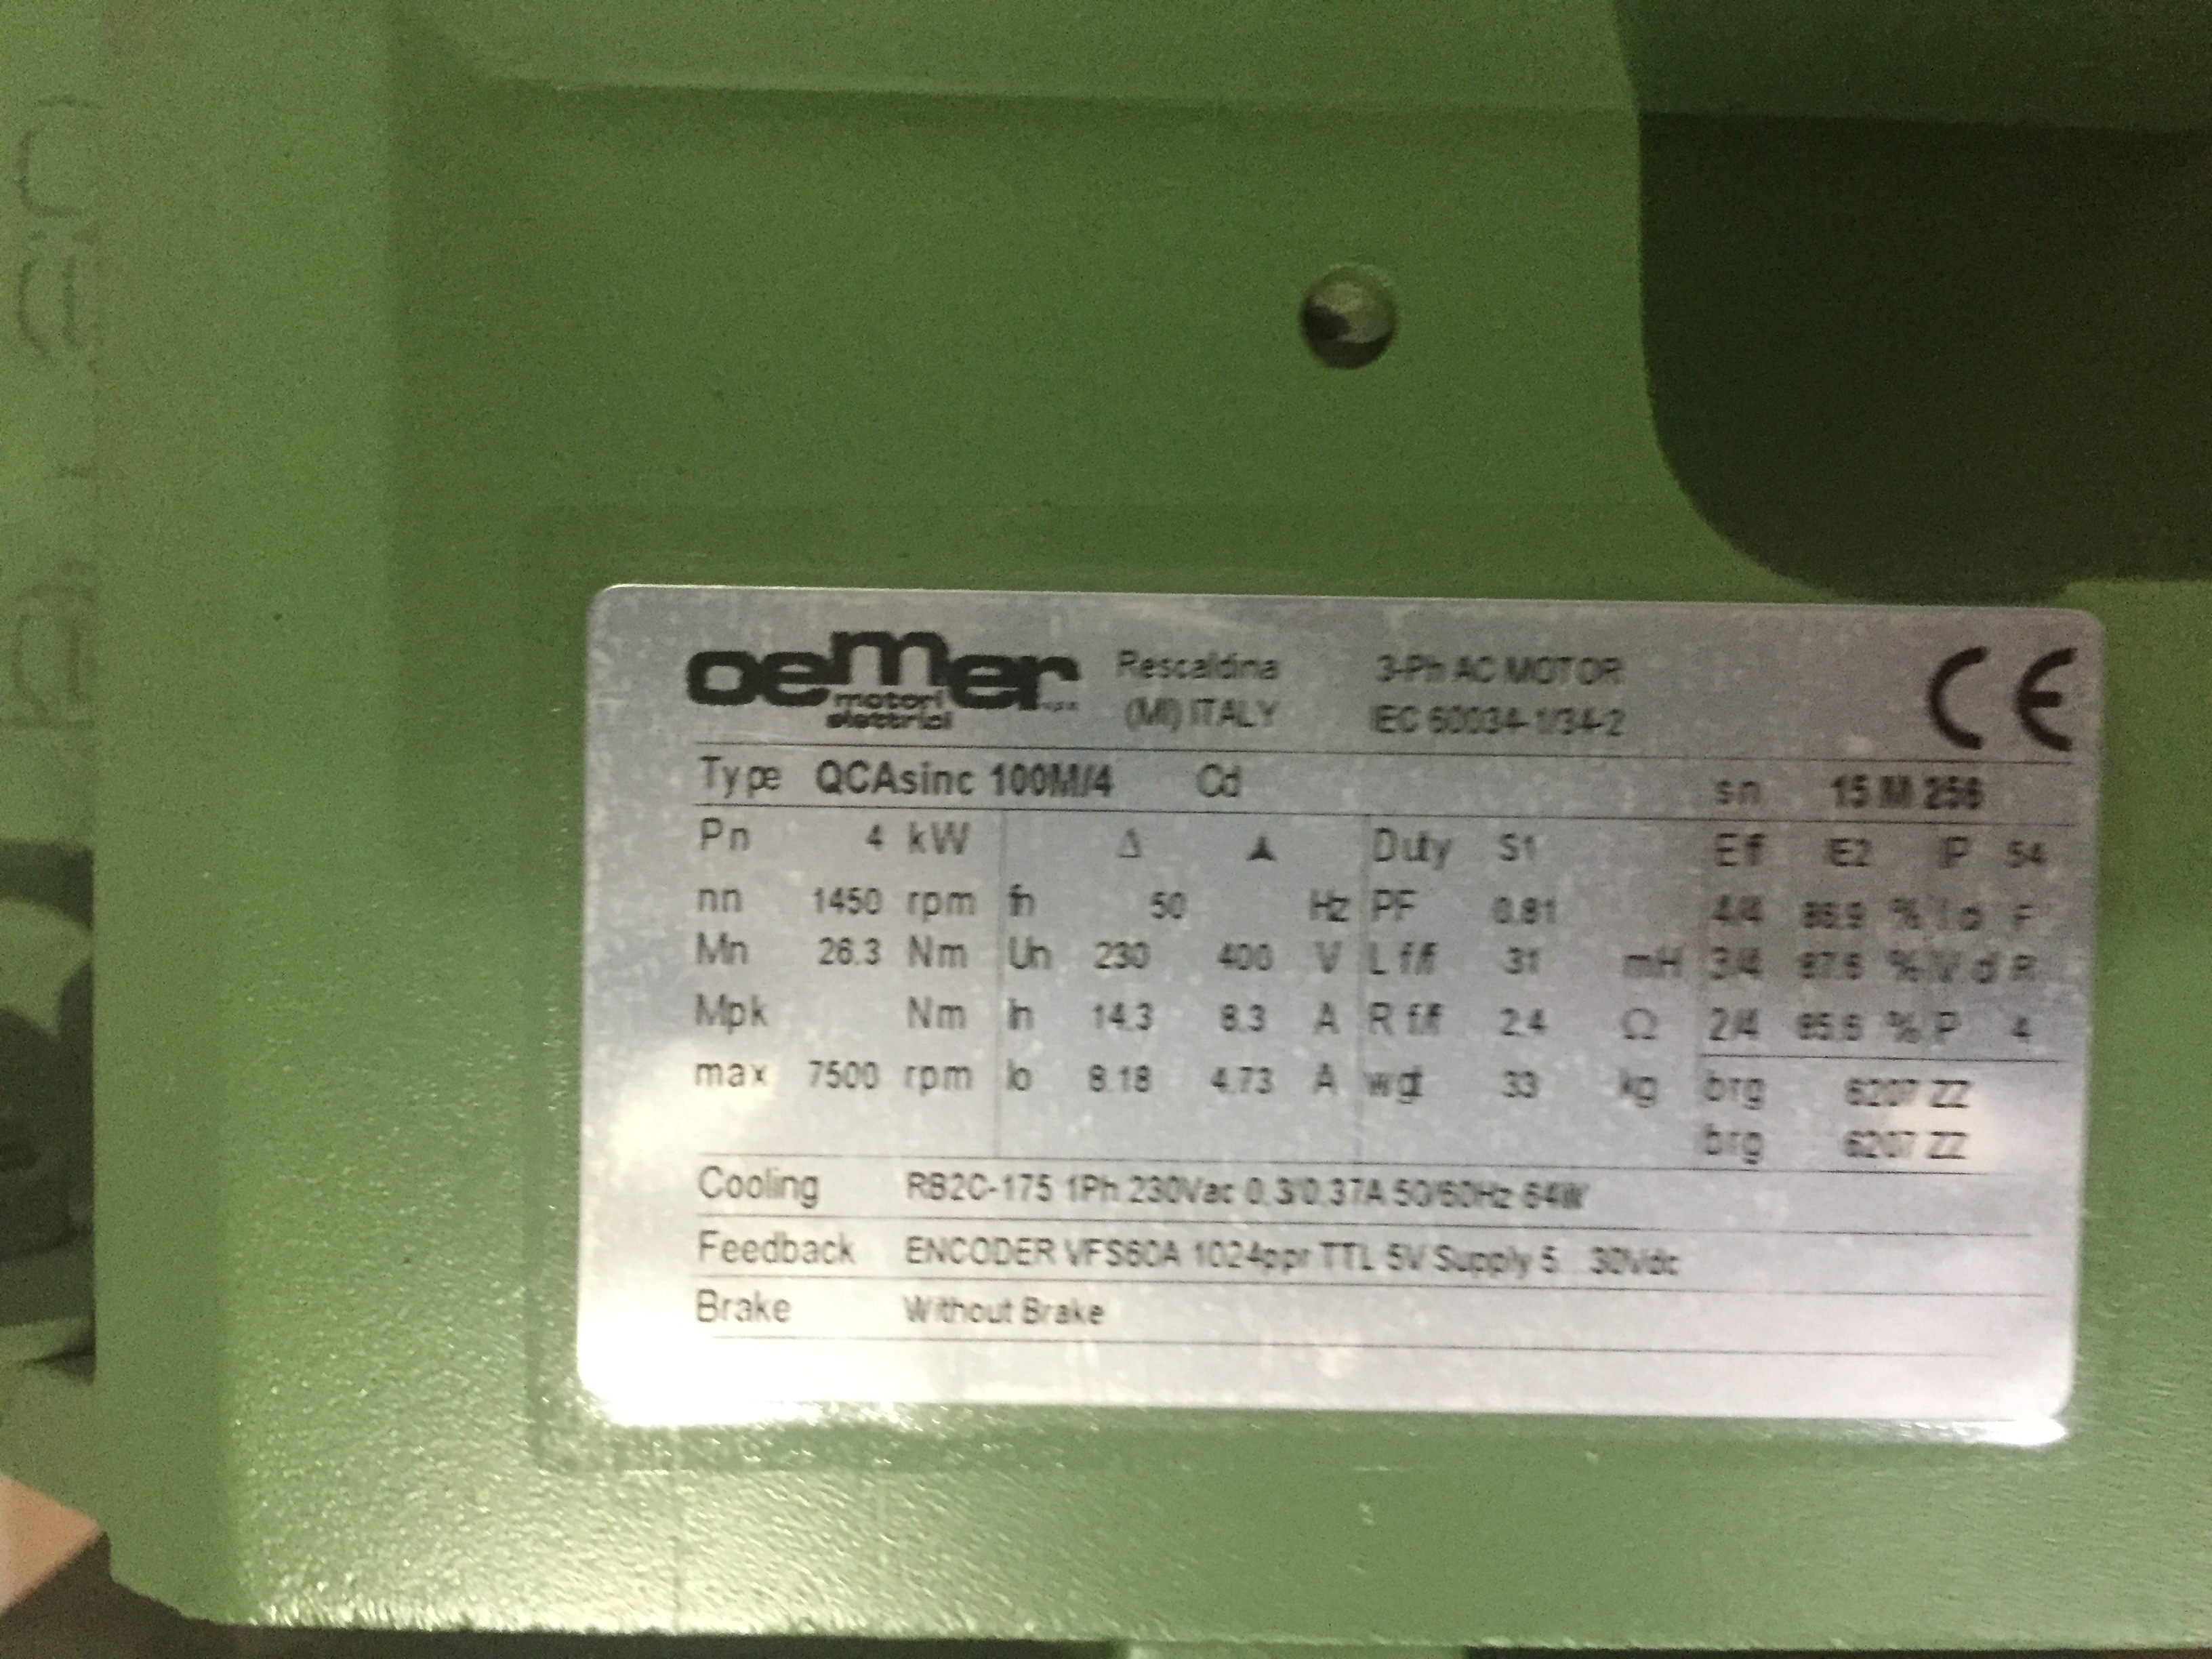 oemer
motori
elettrici
Rescaldina
(MI) ITALY
3-Ph AC MOTOR
IEC 60034-1/34-2
CE
Type QCAsinc 100M/4 Cd sn 15 M 256
Pn 4 kW Δ Duty S1 Eff IE2 IP 54
nn 1450 rpm fn 50 Hz PF 0.81 4/4 86.9 % I cl F
Mn 26.3 Nm Un 230 400 V L f/f 31 mH 3/4 87.6 % V cl R
Mpk Nm In 14.3 8.3 A R f/f 2.4 Ω 2/4 85.6 % P 4
max 7500 rpm Io 8.18 4.73 A wgt 33 kg brg 6207 ZZ
brg 6207 ZZ
Cooling RB2C-175 1Ph 230Vac 0.3/0.37A 50/60Hz 64W
Feedback ENCODER VFS60A 1024ppr TTL 5V Supply 5...30Vdc
Brake Without Brake